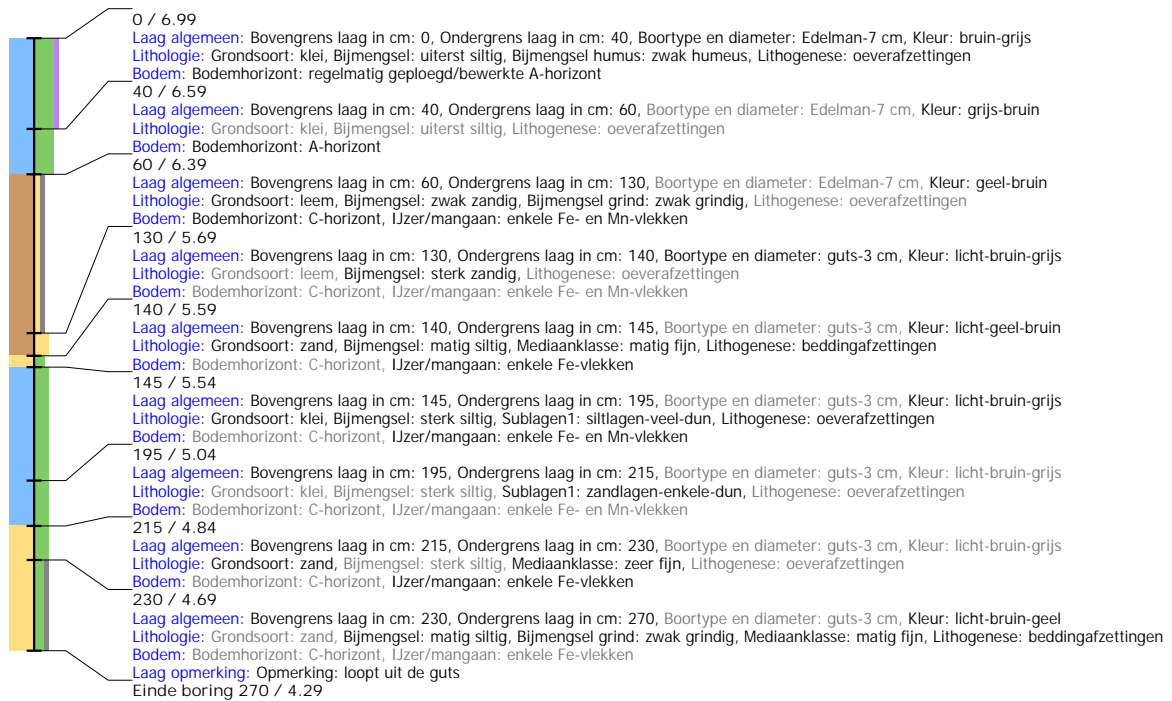 0 / 6.99
Laag algemeen: Bovengrens laag in cm: 0, Ondergrens laag in cm: 40, Boortype en diameter: Edelman-7 cm, Kleur: bruin-grijs
Lithologie: Grondsoort: klei, Bijmengsel: uiterst siltig, Bijmengsel humus: zwak humeus, Lithogenese: oeverafzettingen
Bodem: Bodemhorizont: regelmatig geploegd/bewerkte A-horizont
40 / 6.59
Laag algemeen: Bovengrens laag in cm: 40, Ondergrens laag in cm: 60, Boortype en diameter: Edelman-7 cm, Kleur: grijs-bruin
Lithologie: Grondsoort: klei, Bijmengsel: uiterst siltig, Lithogenese: oeverafzettingen
Bodem: Bodemhorizont: A-horizont
60 / 6.39
Laag algemeen: Bovengrens laag in cm: 60, Ondergrens laag in cm: 130, Boortype en diameter: Edelman-7 cm, Kleur: geel-bruin
Lithologie: Grondsoort: leem, Bijmengsel: zwak zandig, Bijmengsel grind: zwak grindig, Lithogenese: oeverafzettingen
Bodem: Bodemhorizont: C-horizont, IJzer/mangaan: enkele Fe- en Mn-vlekken
130 / 5.69
Laag algemeen: Bovengrens laag in cm: 130, Ondergrens laag in cm: 140, Boortype en diameter: guts-3 cm, Kleur: licht-bruin-grijs
Lithologie: Grondsoort: leem, Bijmengsel: sterk zandig, Lithogenese: oeverafzettingen
Bodem: Bodemhorizont: C-horizont, IJzer/mangaan: enkele Fe- en Mn-vlekken
140 / 5.59
Laag algemeen: Bovengrens laag in cm: 140, Ondergrens laag in cm: 145, Boortype en diameter: guts-3 cm, Kleur: licht-geel-bruin
Lithologie: Grondsoort: zand, Bijmengsel: matig siltig, Mediaanklasse: matig fijn, Lithogenese: beddingafzettingen
Bodem: Bodemhorizont: C-horizont, IJzer/mangaan: enkele Fe-vlekken
145 / 5.54
Laag algemeen: Bovengrens laag in cm: 145, Ondergrens laag in cm: 195, Boortype en diameter: guts-3 cm, Kleur: licht-bruin-grijs
Lithologie: Grondsoort: klei, Bijmengsel: sterk siltig, Sublagen1: siltlagen-veel-dun, Lithogenese: oeverafzettingen
Bodem: Bodemhorizont: C-horizont, IJzer/mangaan: enkele Fe- en Mn-vlekken
195 / 5.04
Laag algemeen: Bovengrens laag in cm: 195, Ondergrens laag in cm: 215, Boortype en diameter: guts-3 cm, Kleur: licht-bruin-grijs
Lithologie: Grondsoort: klei, Bijmengsel: sterk siltig, Sublagen1: zandlagen-enkele-dun, Lithogenese: oeverafzettingen
Bodem: Bodemhorizont: C-horizont, IJzer/mangaan: enkele Fe- en Mn-vlekken
215 / 4.84
Laag algemeen: Bovengrens laag in cm: 215, Ondergrens laag in cm: 230, Boortype en diameter: guts-3 cm, Kleur: licht-bruin-grijs
Lithologie: Grondsoort: zand, Bijmengsel: sterk siltig, Mediaanklasse: zeer fijn, Lithogenese: oeverafzettingen
Bodem: Bodemhorizont: C-horizont, IJzer/mangaan: enkele Fe-vlekken
230 / 4.69
Laag algemeen: Bovengrens laag in cm: 230, Ondergrens laag in cm: 270, Boortype en diameter: guts-3 cm, Kleur: licht-bruin-geel
Lithologie: Grondsoort: zand, Bijmengsel: matig siltig, Bijmengsel grind: zwak grindig, Mediaanklasse: matig fijn, Lithogenese: beddingafzettingen
Bodem: Bodemhorizont: C-horizont, IJzer/mangaan: enkele Fe-vlekken
Laag opmerking: Opmerking: loopt uit de guts
Einde boring 270 / 4.29